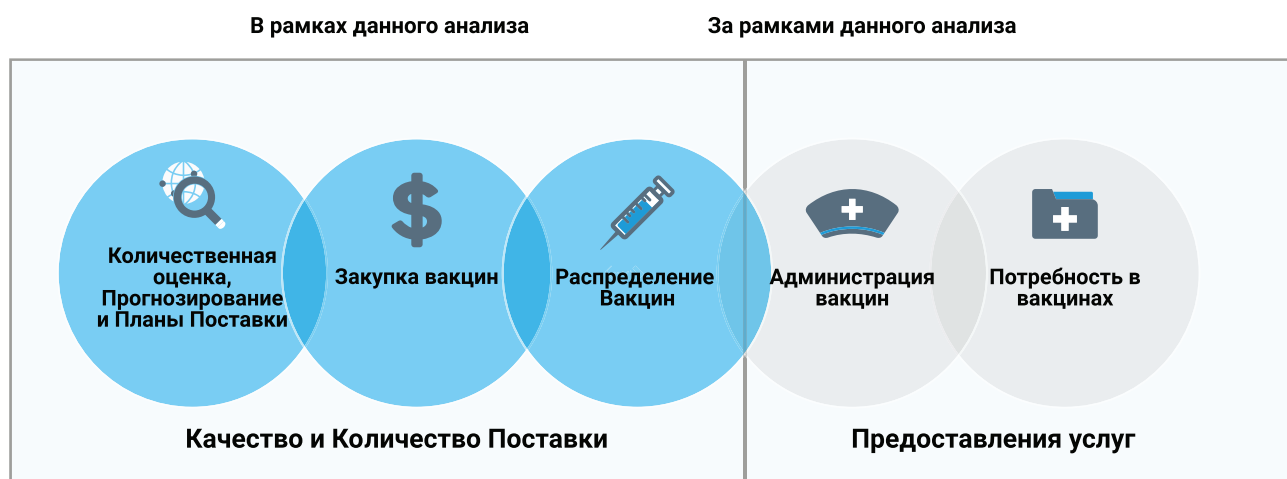 В рамках данного анализа
За рамками данного анализа
Количественная
оценка,
Прогнозирование
и Планы Поставки
Закупка вакцин
Распределение
Вакцин
Администрация
вакцин
Потребность в
вакцинах
Качество и Количество Поставки
Предоставления услуг